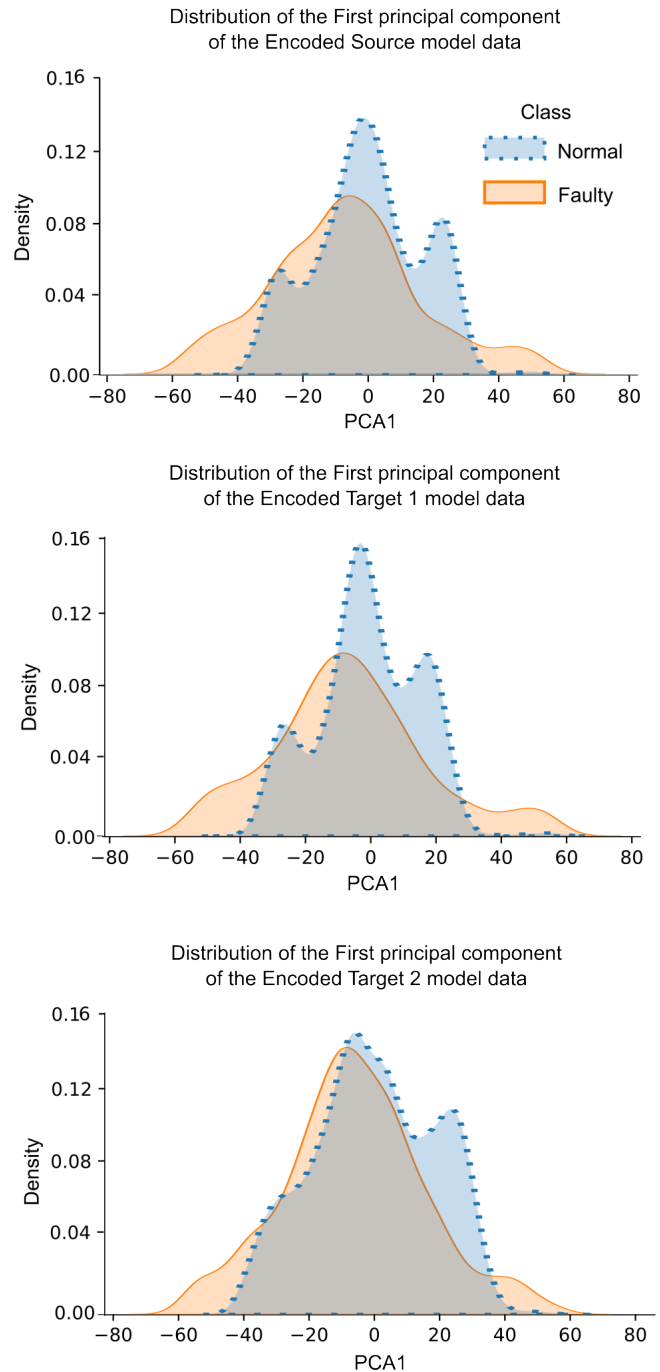 Distribution of the First principal component
of the Encoded Source model data
0.16
0.12
0.08
0.04
0.00
Density
Class
Normal
Faulty
−80 −60 −40 −20 0 20 40 60 80
PCA1
Distribution of the First principal component
of the Encoded Target 1 model data
0.16
0.12
0.08
0.04
0.00
Density
−80 −60 −40 −20 0 20 40 60 80
PCA1
Distribution of the First principal component
of the Encoded Target 2 model data
0.16
0.12
0.08
0.04
0.00
Density
−80 −60 −40 −20 0 20 40 60 80
PCA1